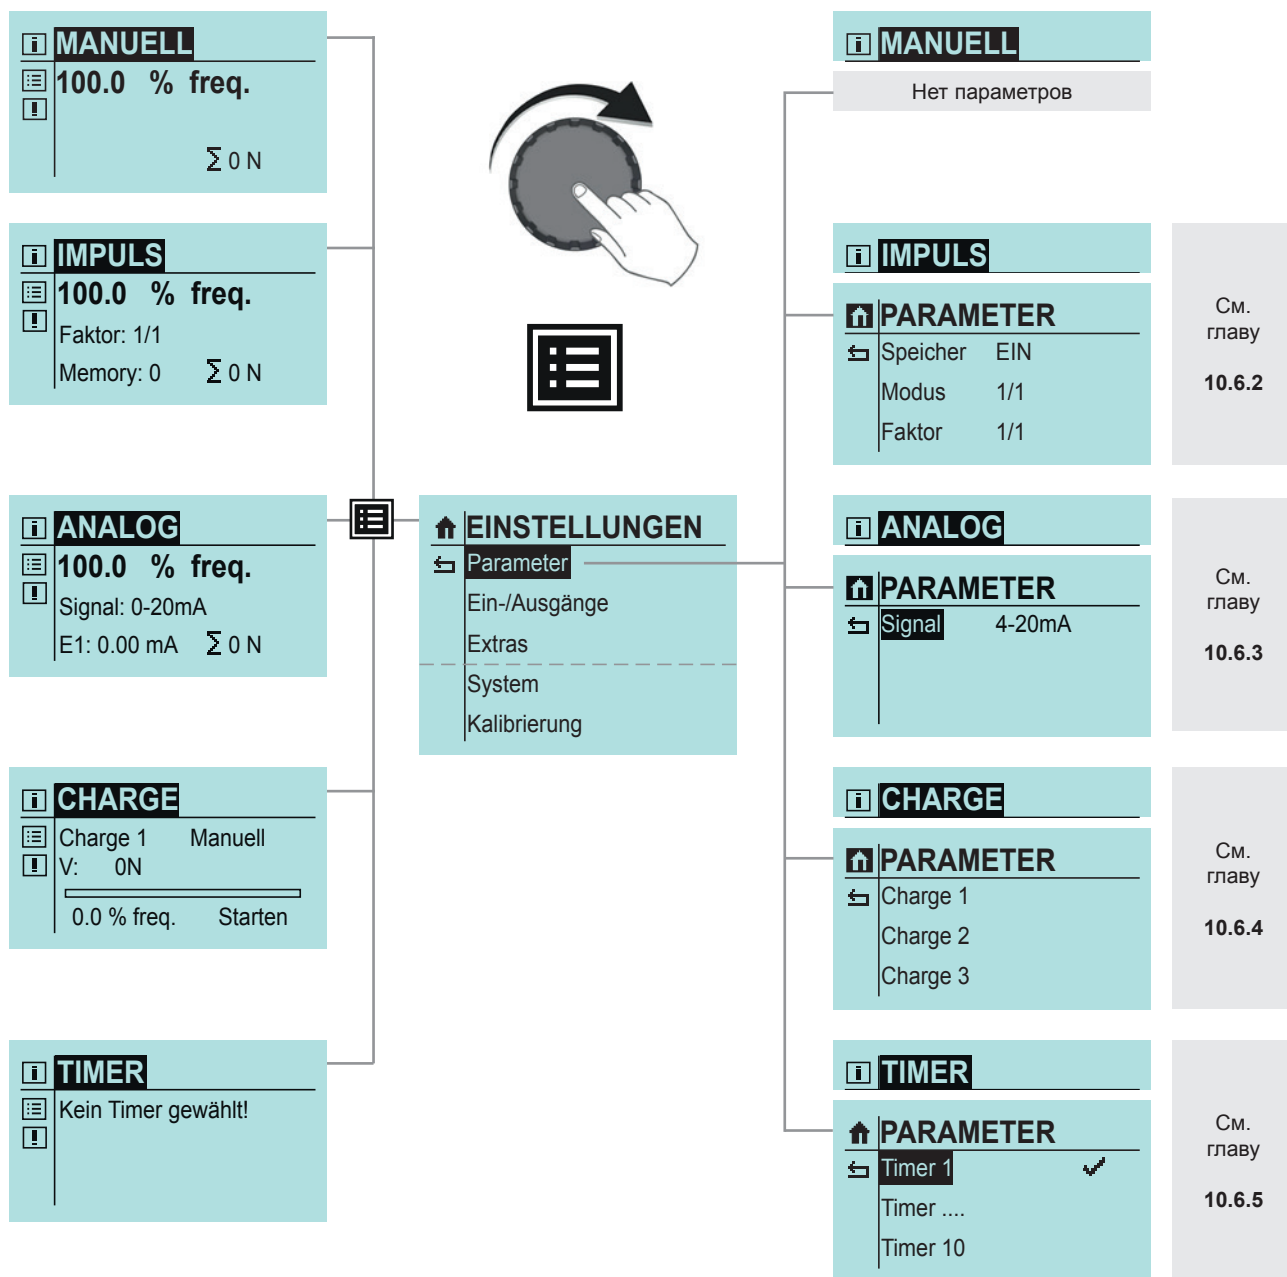 MANUELL
100.0 % freq.
Σ 0 N
IMPULS
100.0 % freq.
Faktor: 1/1
Memory: 0 Σ 0 N
ANALOG
100.0 % freq.
Signal: 0-20mA
E1: 0.00 mA Σ 0 N
CHARGE
Charge 1 Manuell
V: 0N
0.0 % freq. Starten
TIMER
Kein Timer gewählt!
EINSTELLUNGEN
Parameter
Ein-/Ausgänge
Extras
System
Kalibrierung
MANUELL
Нет параметров
IMPULS
PARAMETER
Speicher EIN
Modus 1/1
Faktor 1/1
См.
главу
10.6.2
ANALOG
PARAMETER
Signal 4-20mA
См.
главу
10.6.3
CHARGE
PARAMETER
Charge 1
Charge 2
Charge 3
См.
главу
10.6.4
TIMER
PARAMETER
Timer 1
Timer ....
Timer 10
См.
главу
10.6.5